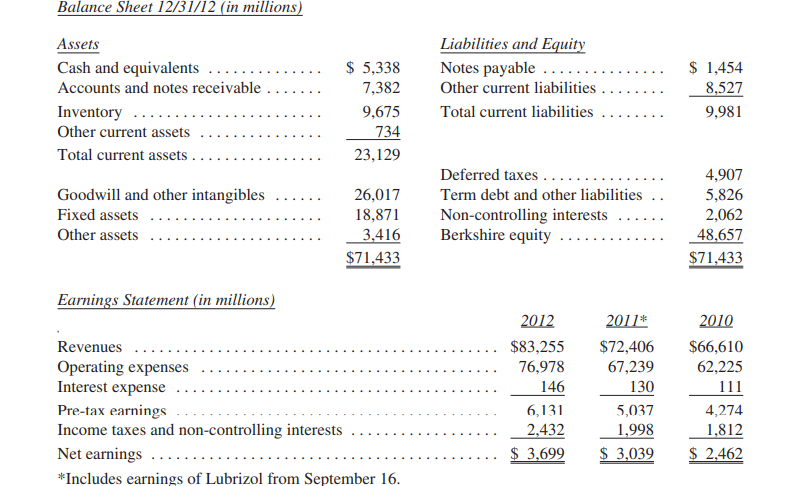 Balance Sheet 12/31/12 (in millions)
Assets Liabilities and Equity
Cash and equivalents . . . . . . . . . . . . . . $ 5,338 Notes payable . . . . . . . . . . . . . . . $ 1,454
Accounts and notes receivable . . . . . . . 7,382 Other current liabilities . . . . . . . . 8,527
Inventory . . . . . . . . . . . . . . . . . . . . . . . 9,675 Total current liabilities . . . . . . . . 9,981
Other current assets . . . . . . . . . . . . . . . 734
Total current assets . . . . . . . . . . . . . . . . 23,129
Deferred taxes . . . . . . . . . . . . . . . 4,907
Goodwill and other intangibles . . . . . . 26,017 Term debt and other liabilities . . 5,826
Fixed assets . . . . . . . . . . . . . . . . . . . . . 18,871 Non-controlling interests . . . . . . 2,062
Other assets . . . . . . . . . . . . . . . . . . . . . 3,416 Berkshire equity . . . . . . . . . . . . . 48,657
$71,433 $71,433
Earnings Statement (in millions)
2012 2011* 2010
Revenues . . . . . . . . . . . . . . . . . . . . . . . . . . . . . . . . . . . . . . . . . . . . $83,255 $72,406 $66,610
Operating expenses . . . . . . . . . . . . . . . . . . . . . . . . . . . . . . . . . . . . 76,978 67,239 62,225
Interest expense . . . . . . . . . . . . . . . . . . . . . . . . . . . . . . . . . . . . . . . 146 130 111
Pre-tax earnings . . . . . . . . . . . . . . . . . . . . . . . . . . . . . . . . . . . . . . . 6,131 5,037 4,274
Income taxes and non-controlling interests . . . . . . . . . . . . . . . . . . 2,432 1,998 1,812
Net earnings . . . . . . . . . . . . . . . . . . . . . . . . . . . . . . . . . . . . . . . . . . $ 3,699 $ 3,039 $ 2,462
*Includes earnings of Lubrizol from September 16.